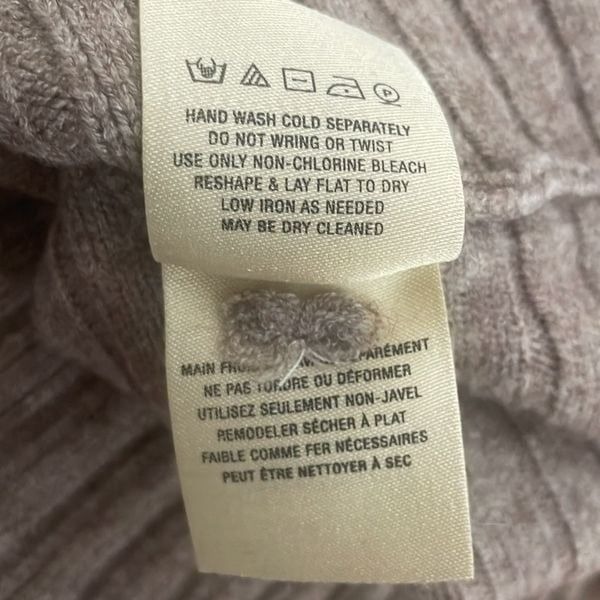 HAND WASH COLD SEPARATELY
DO NOT WRING OR TWIST
USE ONLY NON-CHLORINE BLEACH
RESHAPE & LAY FLAT TO DRY
LOW IRON AS NEEDED
MAY BE DRY CLEANED
MAIN
NE PAS TORDRE OU DÉFORMER
UTILISEZ SEULEMENT NON-JAVEL
REMODELER SÉCHER À PLAT
FAIBLE COMME FER NÉCESSAIRES
PEUT ÊTRE NETTOYER À SEC